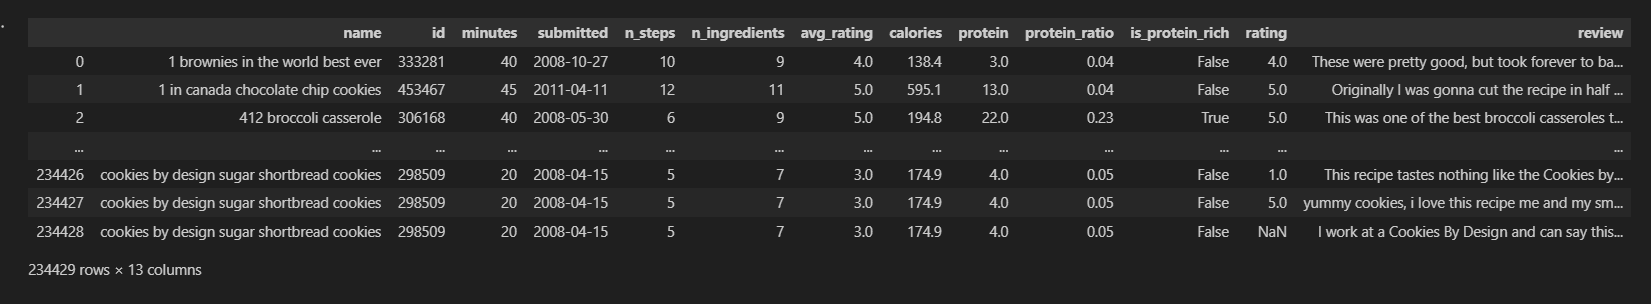 name id minutes submitted n_steps n_ingredients avg_rating calories protein protein_ratio is_protein_rich rating review
0 1 brownies in the world best ever 333281 40 2008-10-27 10 9 4.0 138.4 3.0 0.04 False 4.0 These were pretty good, but took forever to ba...
1 1 in canada chocolate chip cookies 453467 45 2011-04-11 12 11 5.0 595.1 13.0 0.04 False 5.0 Originally I was gonna cut the recipe in half ...
2 412 broccoli casserole 306168 40 2008-05-30 6 9 5.0 194.8 22.0 0.23 True 5.0 This was one of the best broccoli casseroles t...
... ... ... ... ... ... ... ... ... ... ... ... ... ...
234426 cookies by design sugar shortbread cookies 298509 20 2008-04-15 5 7 3.0 174.9 4.0 0.05 False 1.0 This recipe tastes nothing like the Cookies by...
234427 cookies by design sugar shortbread cookies 298509 20 2008-04-15 5 7 3.0 174.9 4.0 0.05 False 5.0 yummy cookies, i love this recipe me and my sm...
234428 cookies by design sugar shortbread cookies 298509 20 2008-04-15 5 7 3.0 174.9 4.0 0.05 False NaN I work at a Cookies By Design and can say this...
234429 rows × 13 columns